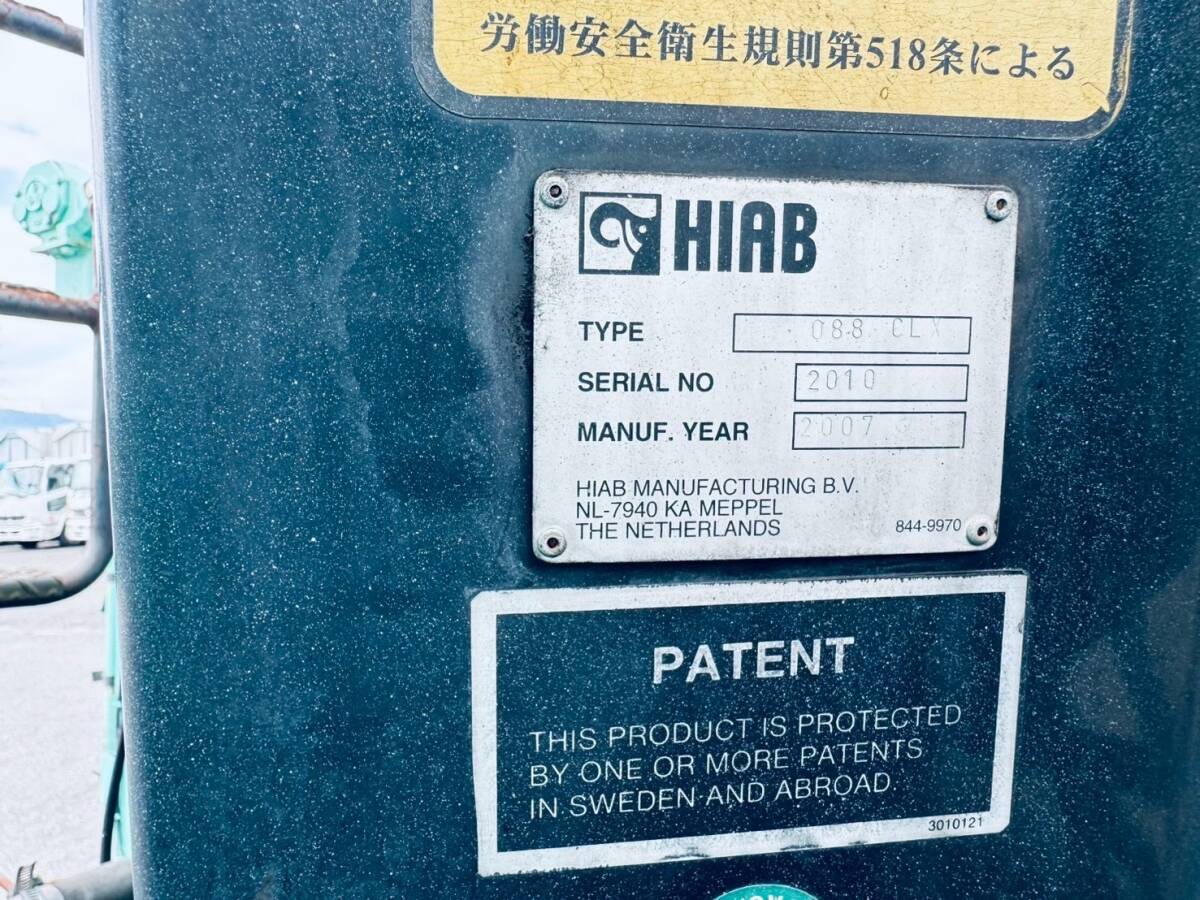 労働安全衛生規則第518条による
HIAB
TYPE 088 CLX
SERIAL NO 2010
MANUF. YEAR 2007
HIAB MANUFACTURING B.V.
NL-7940 KA MEPPEL
THE NETHERLANDS 844-9970
PATENT
THIS PRODUCT IS PROTECTED
BY ONE OR MORE PATENTS
IN SWEDEN AND ABROAD.
3010121